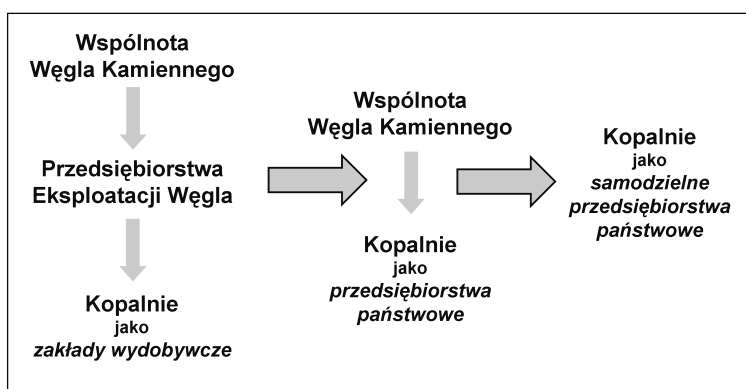 Wspólnota
Węgla Kamiennego
Przedsiębiorstwa
Eksploatacji Węgla
Kopalnie
jako
zakłady wydobywcze
Wspólnota
Węgla Kamiennego
Kopalnie
jako
przedsiębiorstwa
państwowe
Kopalnie
jako
samodzielne
przedsiębiorstwa
państwowe